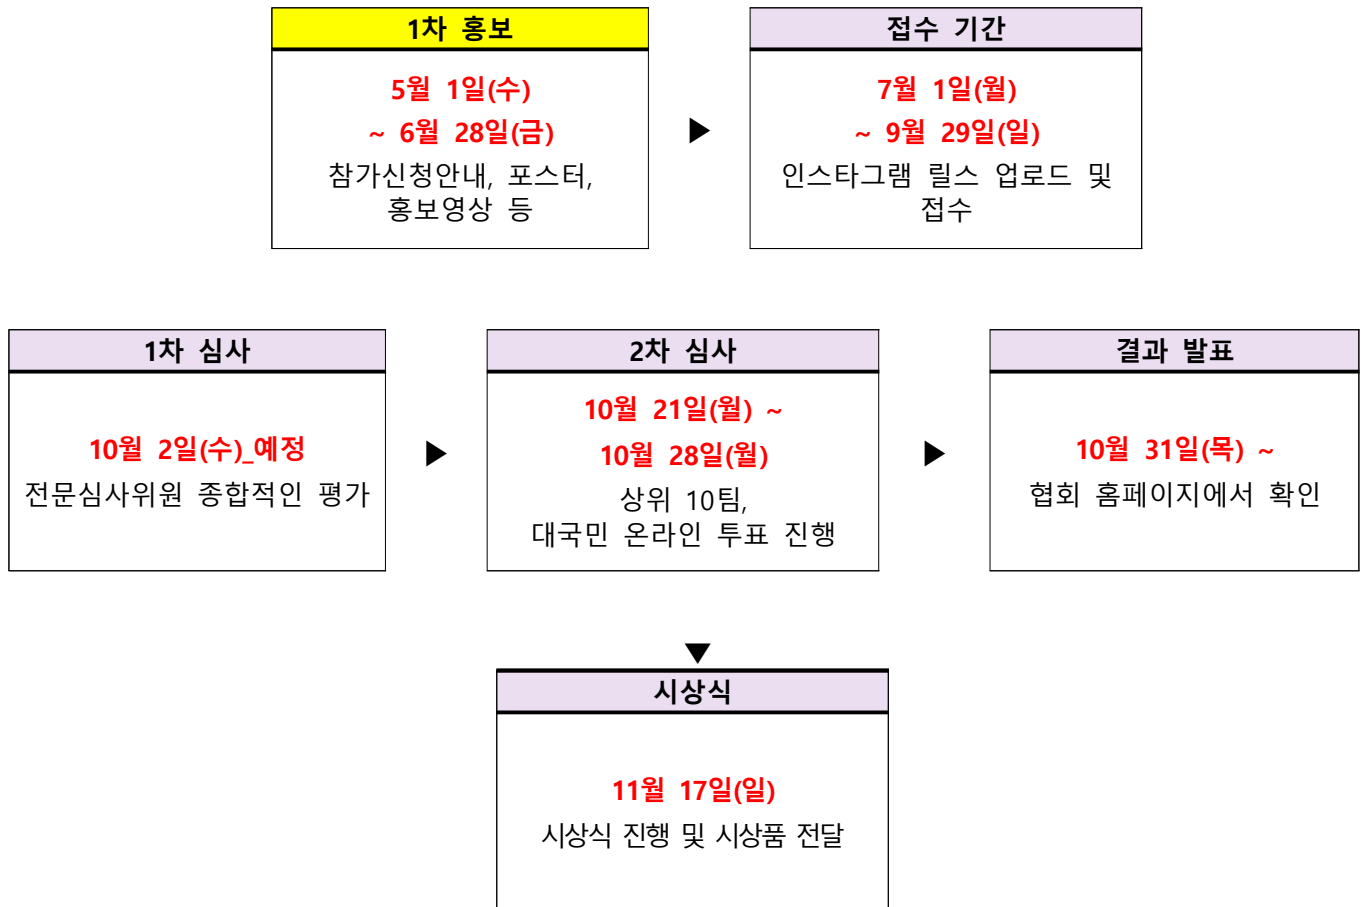 1차 홍보
5월 1일(수)
~ 6월 28일(금)
참가신청안내, 포스터,
홍보영상 등
▶
접수 기간
7월 1일(월)
~ 9월 29일(일)
인스타그램 릴스 업로드 및
접수
1차 심사
10월 2일(수)_예정
전문심사위원 종합적인 평가
▶
2차 심사
10월 21일(월) ~
10월 28일(월)
상위 10팀,
대국민 온라인 투표 진행
▶
결과 발표
10월 31일(목) ~
협회 홈페이지에서 확인
▼
시상식
11월 17일(일)
시상식 진행 및 시상품 전달